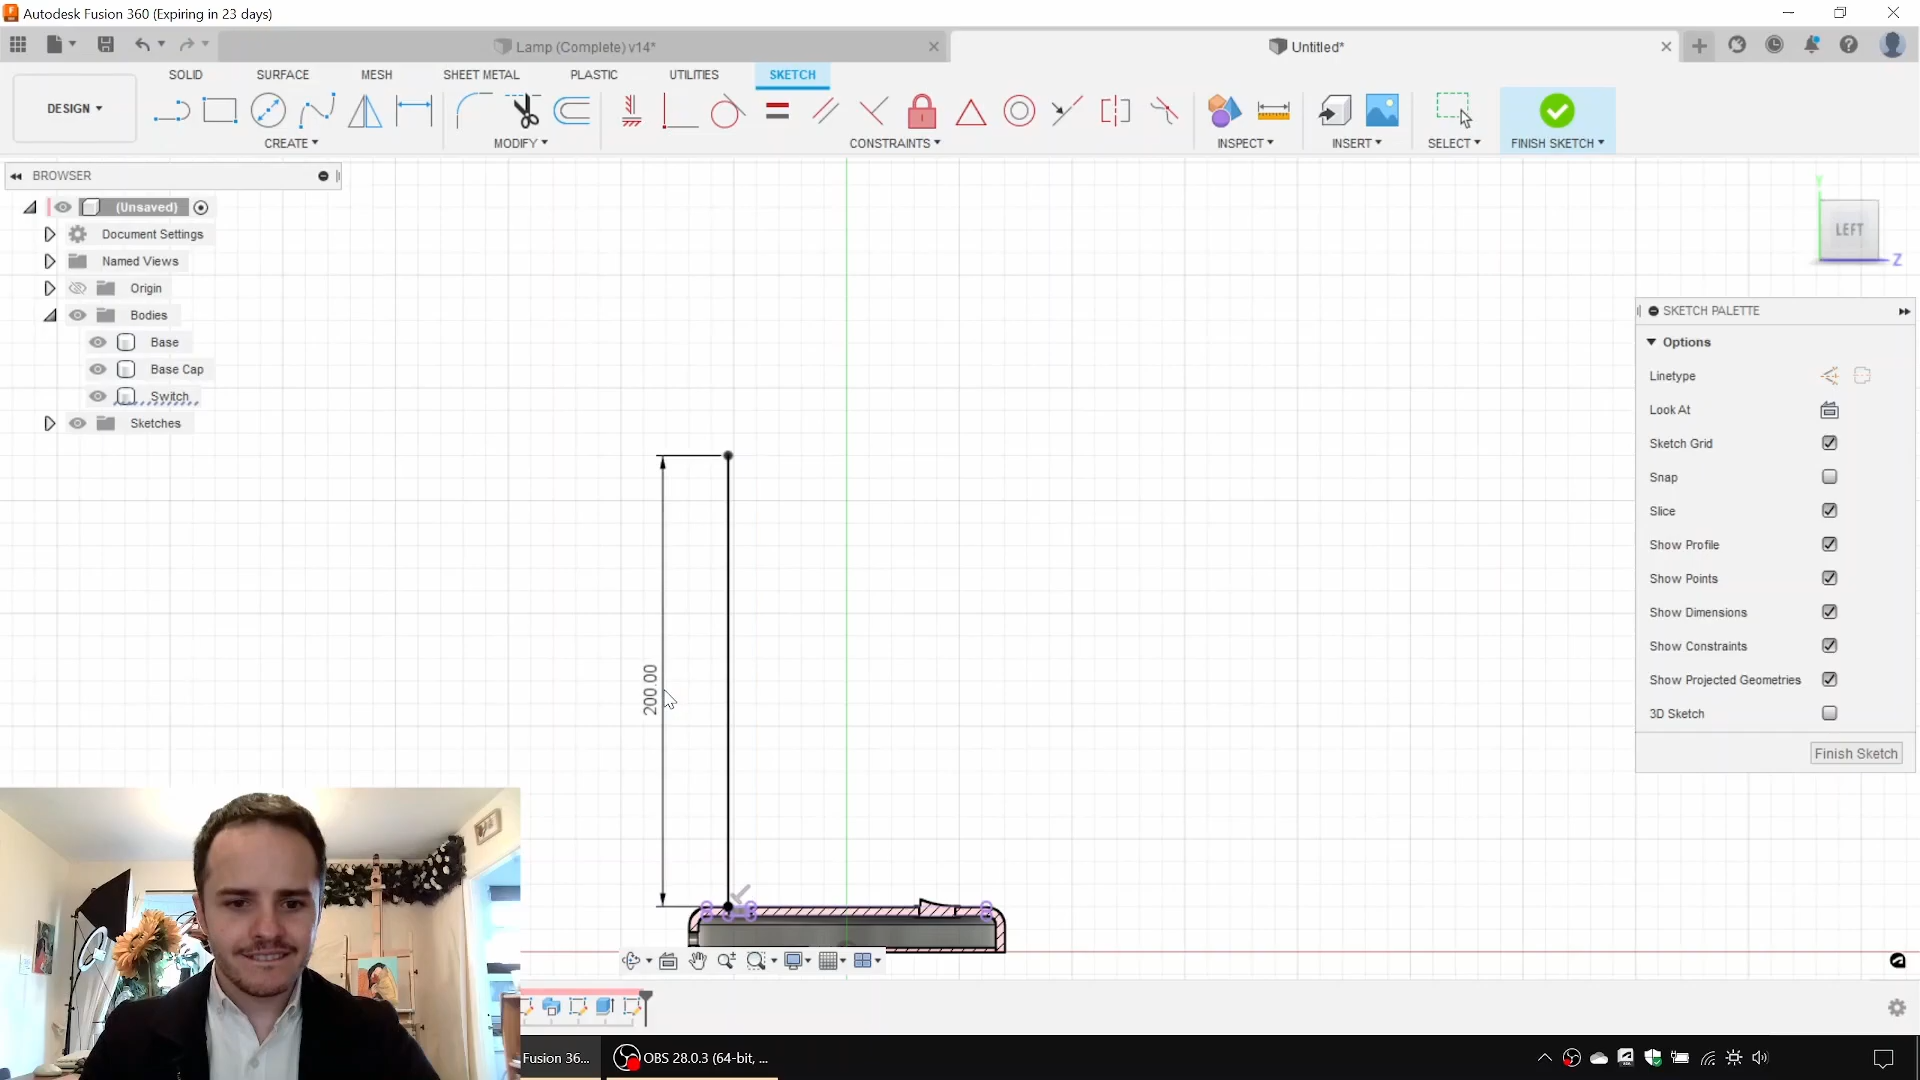 Autodesk Fusion 360 (Expiring in 23 days)
Lamp (Complete) v14*
Untitled*
DESIGN
SOLID
SURFACE
MESH
SHEET METAL
PLASTIC
UTILITIES
SKETCH
CREATE
MODIFY
CONSTRAINTS
INSPECT
INSERT
SELECT
FINISH SKETCH
BROWSER
(Unsaved)
Document Settings
Named Views
Origin
Bodies
Base
Base Cap
Switch
Sketches
Y
LEFT
Z
200.00
SKETCH PALETTE
Options
Linetype
Look At
Sketch Grid
Snap
Slice
Show Profile
Show Points
Show Dimensions
Show Constraints
Show Projected Geometries
3D Sketch
Finish Sketch
Fusion 36...
OBS 28.0.3 (64-bit, ...